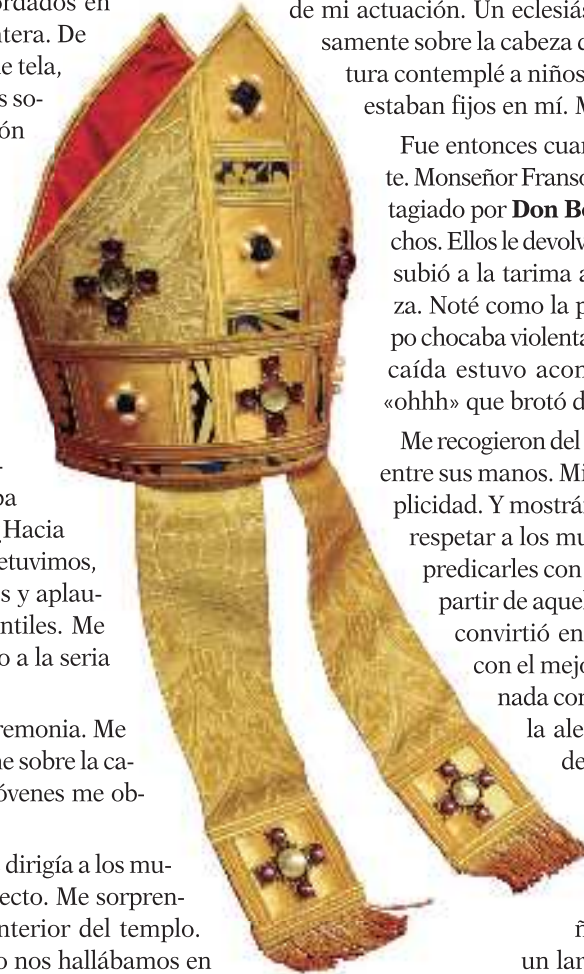 ordados en
ntera. De
e tela,
s so-
ón
-
ba
Hacia
etuvimos,
s y aplau-
ntiles. Me
o a la seria
remonia. Me
ne sobre la ca-
óvenes me ob-
dirigía a los mu-
ecto. Me sorpren-
nterior del templo.
o nos hallábamos en
de mi actuación. Un eclesiás
samente sobre la cabeza d
tura contemplé a niños
estaban fijos en mí. M
Fue entonces cuan
te. Monseñor Franso
tagiado por Don Bo
chos. Ellos le devolv
subió a la tarima a
za. Noté como la p
po chocaba violenta
caída estuvo acom
«ohhh» que brotó d
Me recogieron del
entre sus manos. Mi
plicidad. Y mostrán
respetar a los mu
predicarles con
partir de aquel
convirtió en
con el mejo
nada con
la ale
de
ñ
un lar